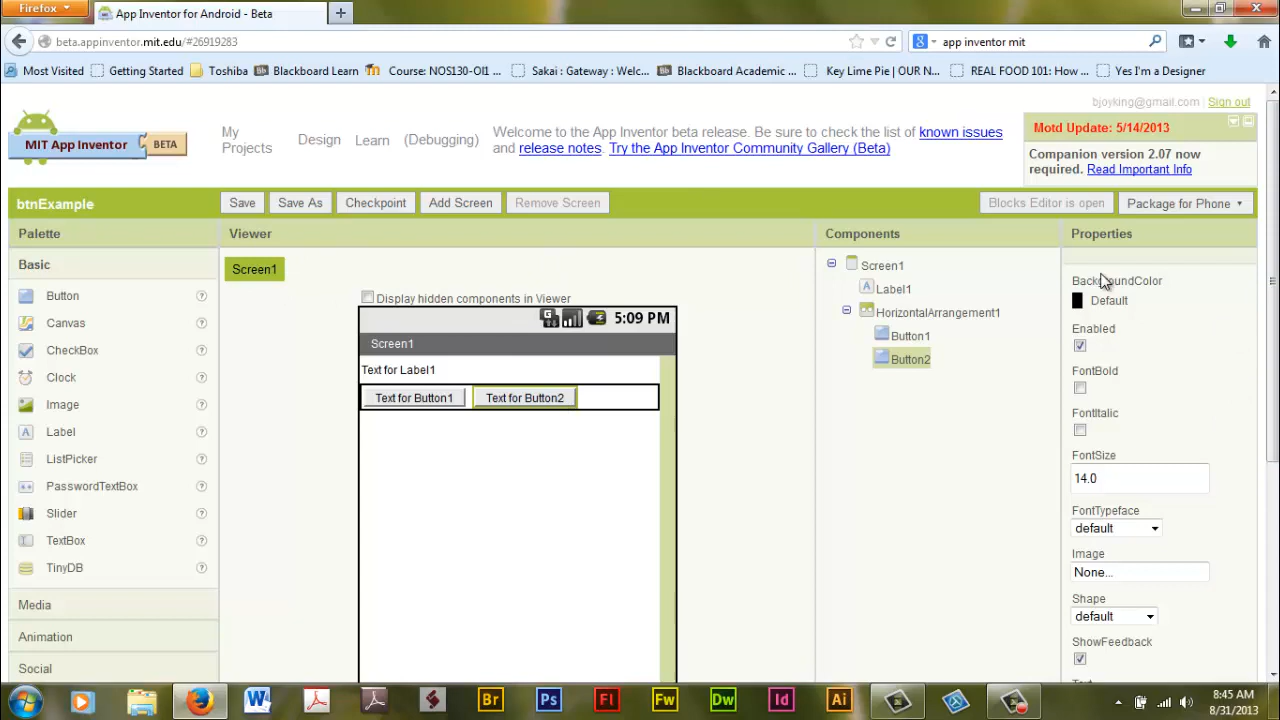 Firefox
App Inventor for Android - Beta
beta.appinventor.mit.edu/#26919283
app inventor mit
Most Visited
Getting Started
Toshiba
Blackboard Learn
Course: NOS130-OI1 ...
Sakai : Gateway : Welc...
Blackboard Academic ...
Key Lime Pie | OUR N...
REAL FOOD 101: How ...
Yes I'm a Designer
bjoyking@gmail.com
Sign out
MIT App Inventor
BETA
My Projects
Design
Learn
(Debugging)
Welcome to the App Inventor beta release. Be sure to check the list of known issues
and release notes. Try the App Inventor Community Gallery (Beta)
Motd Update: 5/14/2013
Companion version 2.07 now
required. Read Important Info
btnExample
Save
Save As
Checkpoint
Add Screen
Remove Screen
Blocks Editor is open
Package for Phone
Palette
Viewer
Components
Properties
Basic
Button
Canvas
CheckBox
Clock
Image
Label
ListPicker
PasswordTextBox
Slider
TextBox
TinyDB
Media
Animation
Social
Screen1
Display hidden components in Viewer
5:09 PM
Screen1
Text for Label1
Text for Button1
Text for Button2
Screen1
Label1
HorizontalArrangement1
Button1
Button2
BackgroundColor
Default
Enabled
FontBold
FontItalic
FontSize
14.0
FontTypeface
default
Image
None...
Shape
default
ShowFeedback
Br
Ps
Fl
Fw
Dw
Id
Ai
8:45 AM
8/31/2013